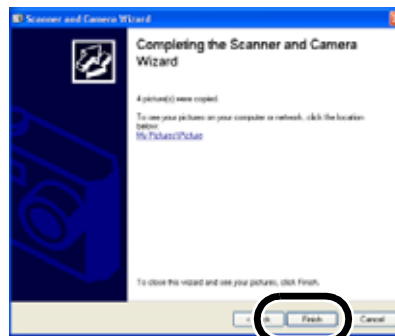 Scanner and Camera Wizard
Completing the Scanner and Camera
Wizard
4 picture(s) were copied.
To see your pictures on your computer or network, click the location
below:
My Pictures\Picture
To close this wizard and see your pictures, click Finish.
Finish
Cancel